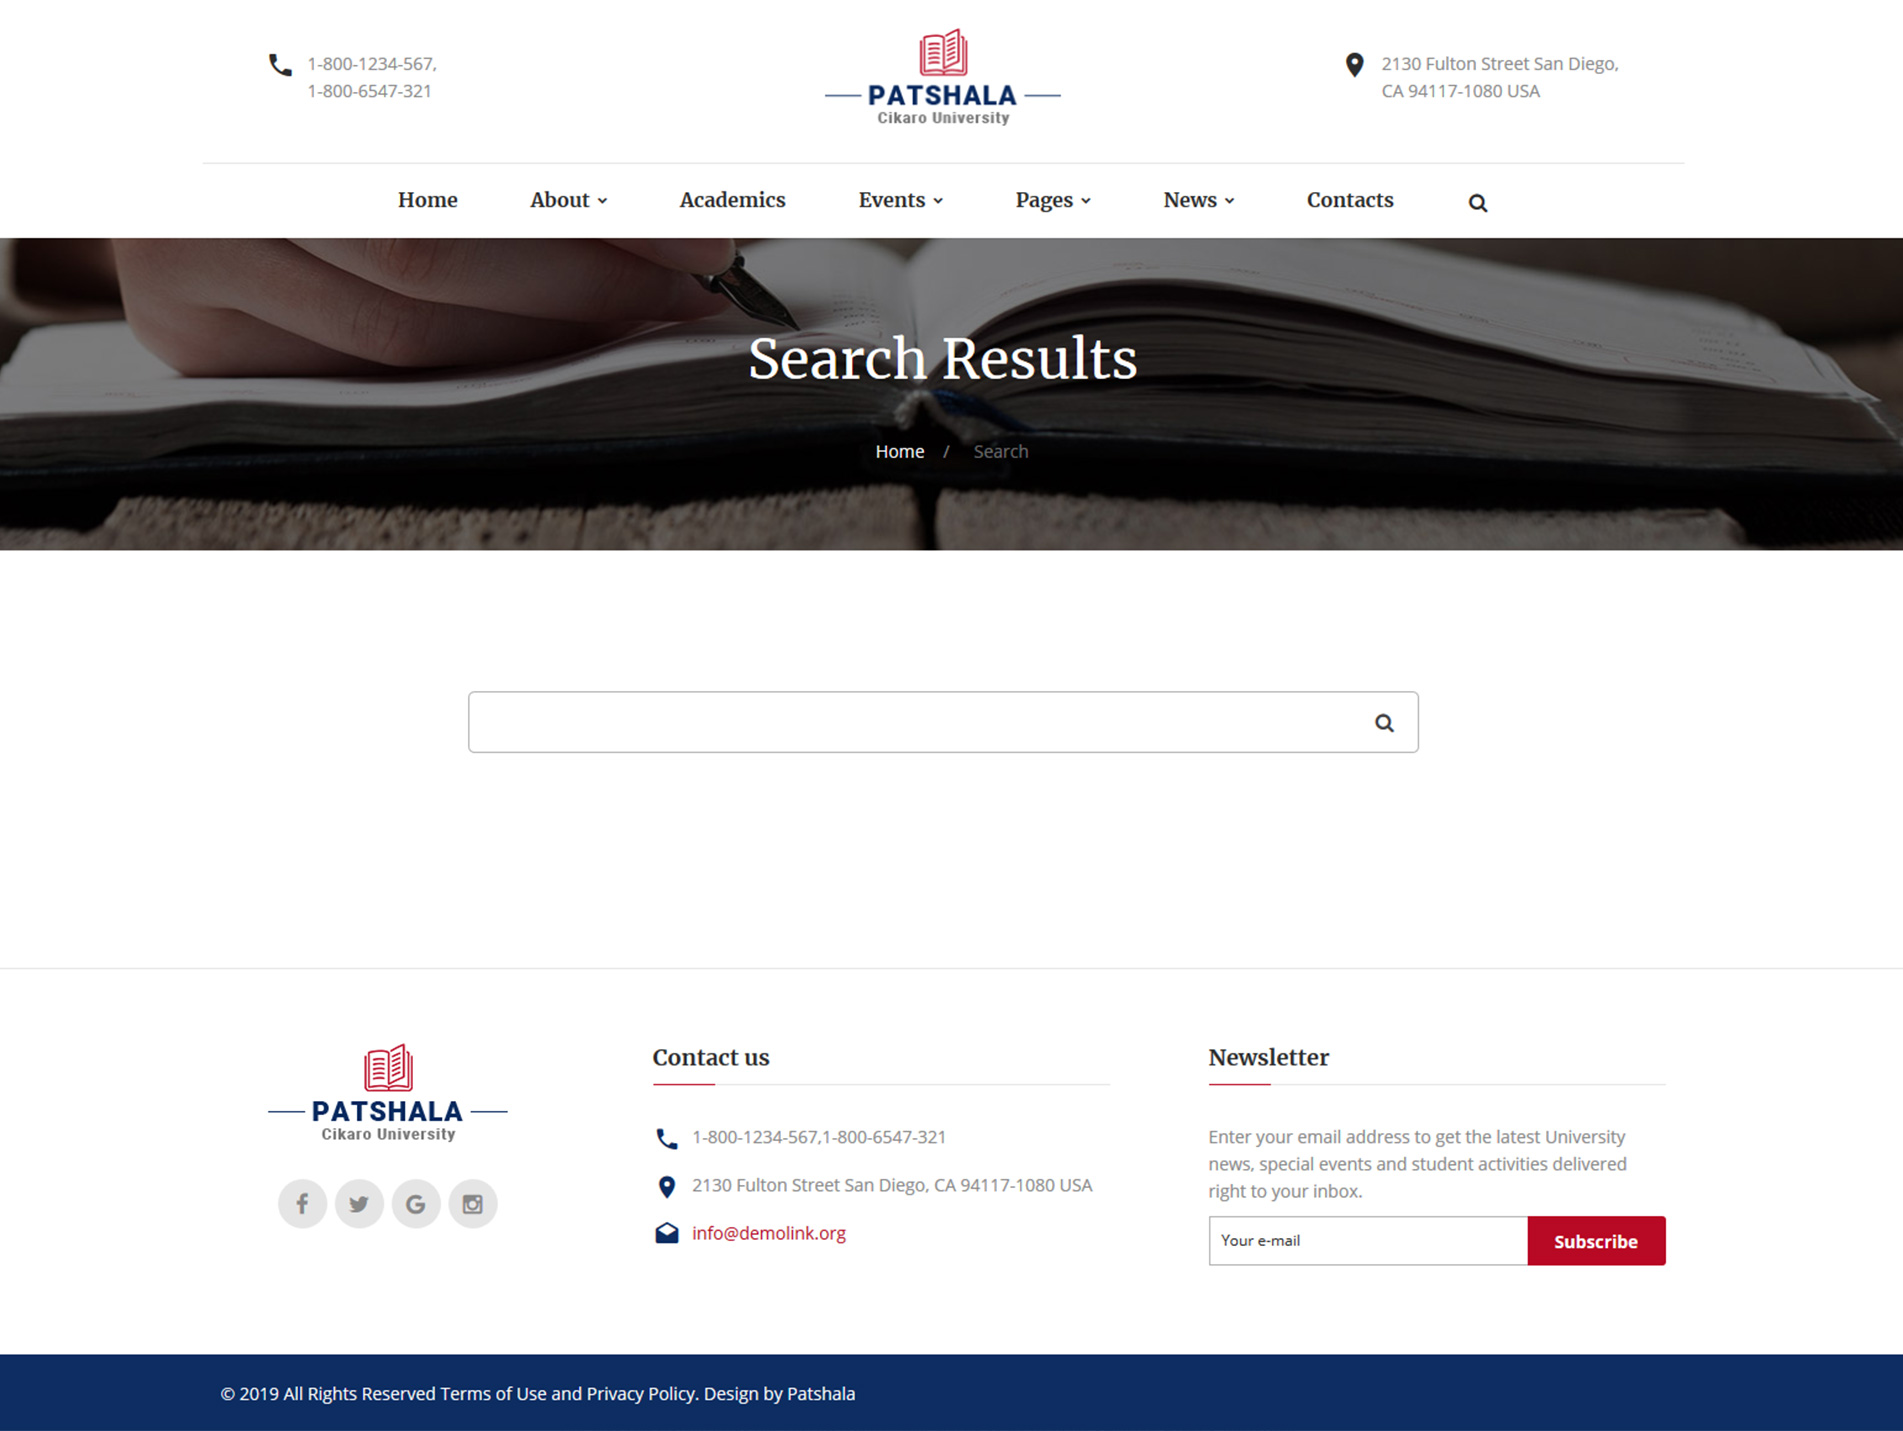 1-800-1234-567,
1-800-6547-321
PATSHALA
Cikaro University
2130 Fulton Street San Diego,
CA 94117-1080 USA
Home About Academics Events Pages News Contacts
Search Results
Home / Search
PATSHALA
Cikaro University
Contact us
1-800-1234-567,1-800-6547-321
2130 Fulton Street San Diego, CA 94117-1080 USA
info@demolink.org
Newsletter
Enter your email address to get the latest University
news, special events and student activities delivered
right to your inbox.
Your e-mail
Subscribe
© 2019 All Rights Reserved Terms of Use and Privacy Policy. Design by Patshala